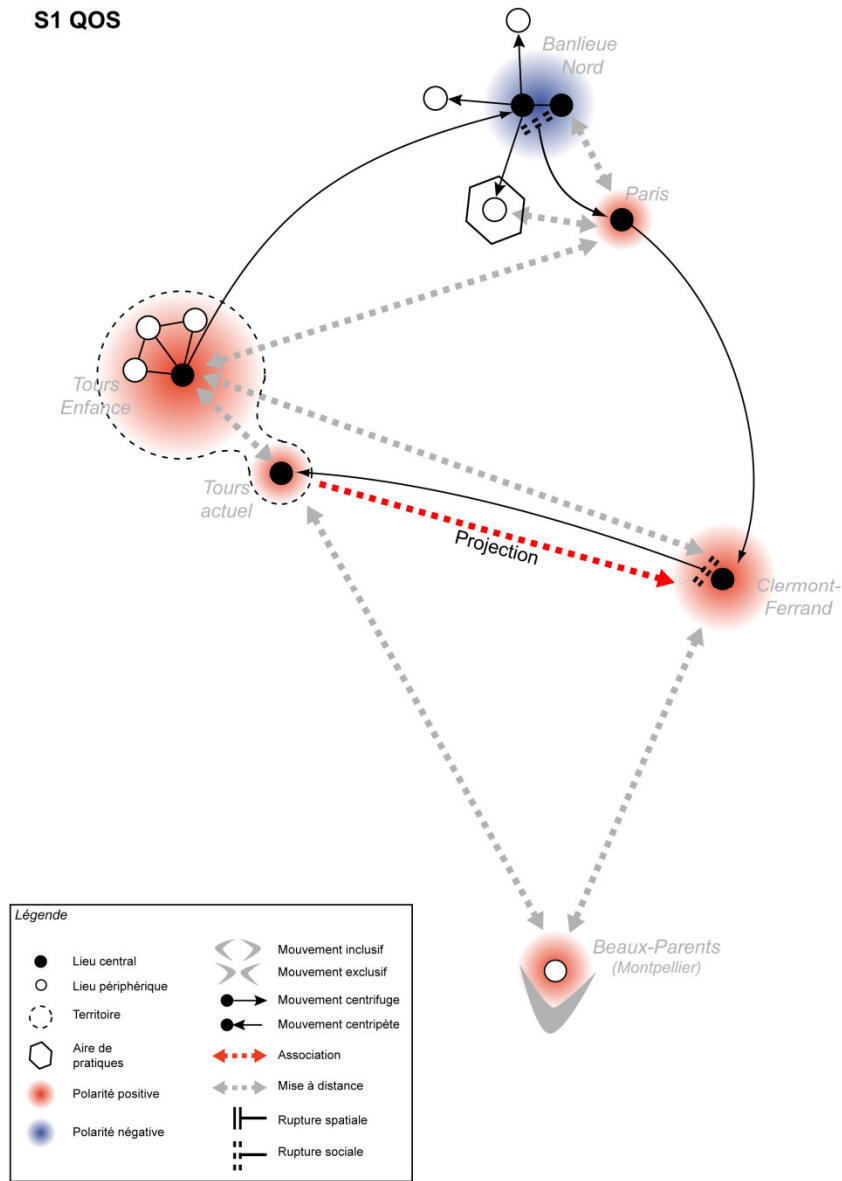 S1 QOS
Banlieue
Nord
Paris
Tours
Enfance
Tours
actuel
Projection
Clermont-
Ferrand
Beaux-Parents
(Montpellier)
Légende
Lieu central
Lieu périphérique
Territoire
Aire de
pratiques
Polarité positive
Polarité négative
Mouvement inclusif
Mouvement exclusif
Mouvement centrifuge
Mouvement centripète
Association
Mise à distance
Rupture spatiale
Rupture sociale